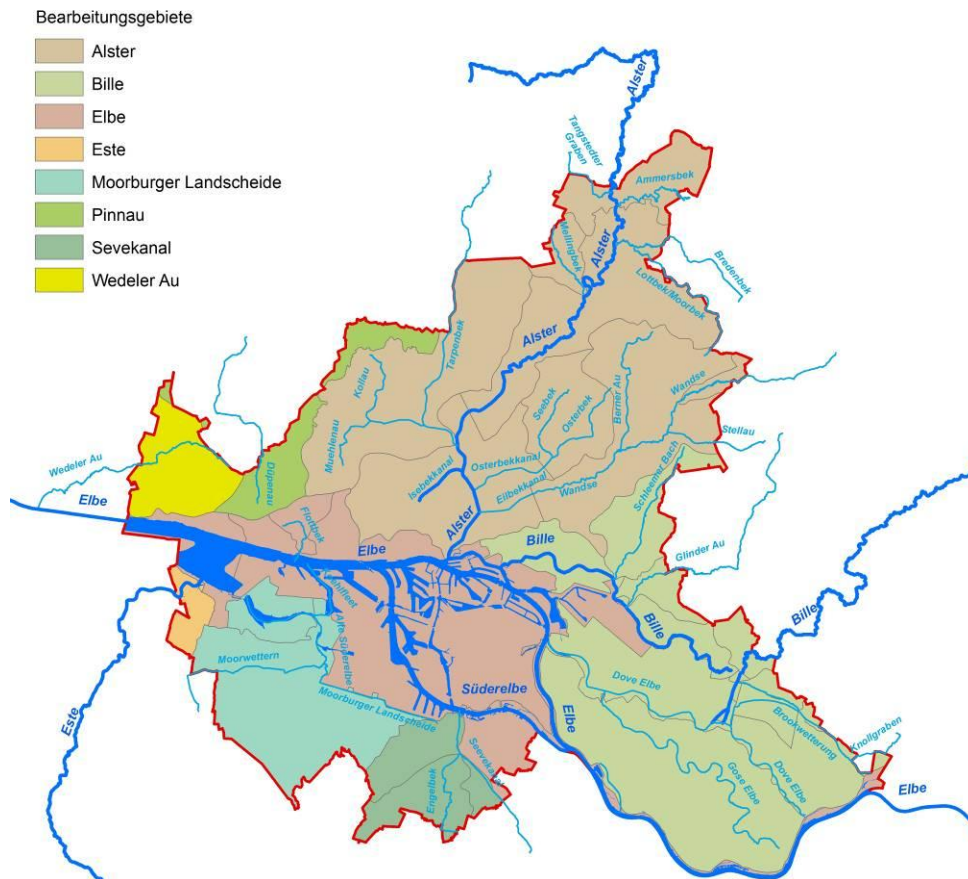 Bearbeitungsgebiete
Alster
Bille
Elbe
Este
Moorburger Landscheide
Pinnau
Sevekanal
Wedeler Au
Alster
Tangstedter
Graben
Ammersbek
Mellingbek
Alster
Bredenbek
Lottbek/Moorbek
Alster
Tarpenbek
Kollau
Muehlenau
Seebek
Osterbek
Berner Au
Wandse
Stellau
Wedeler Au
Düpenau
Isebekkanal
Osterbekkanal
Eilbekkanal
Wandse
Schleemer Bach
Elbe
Flottbek
Elbe
Alster
Bille
Glinder Au
Bille
Bille
Alte Süderelbe
Moorwettern
Moorburger Landscheide
Süderelbe
Elbe
Dove Elbe
Brookwetterung
Knollgraben
Este
Engelbek
Seevekanal
Gose Elbe
Dove Elbe
Elbe